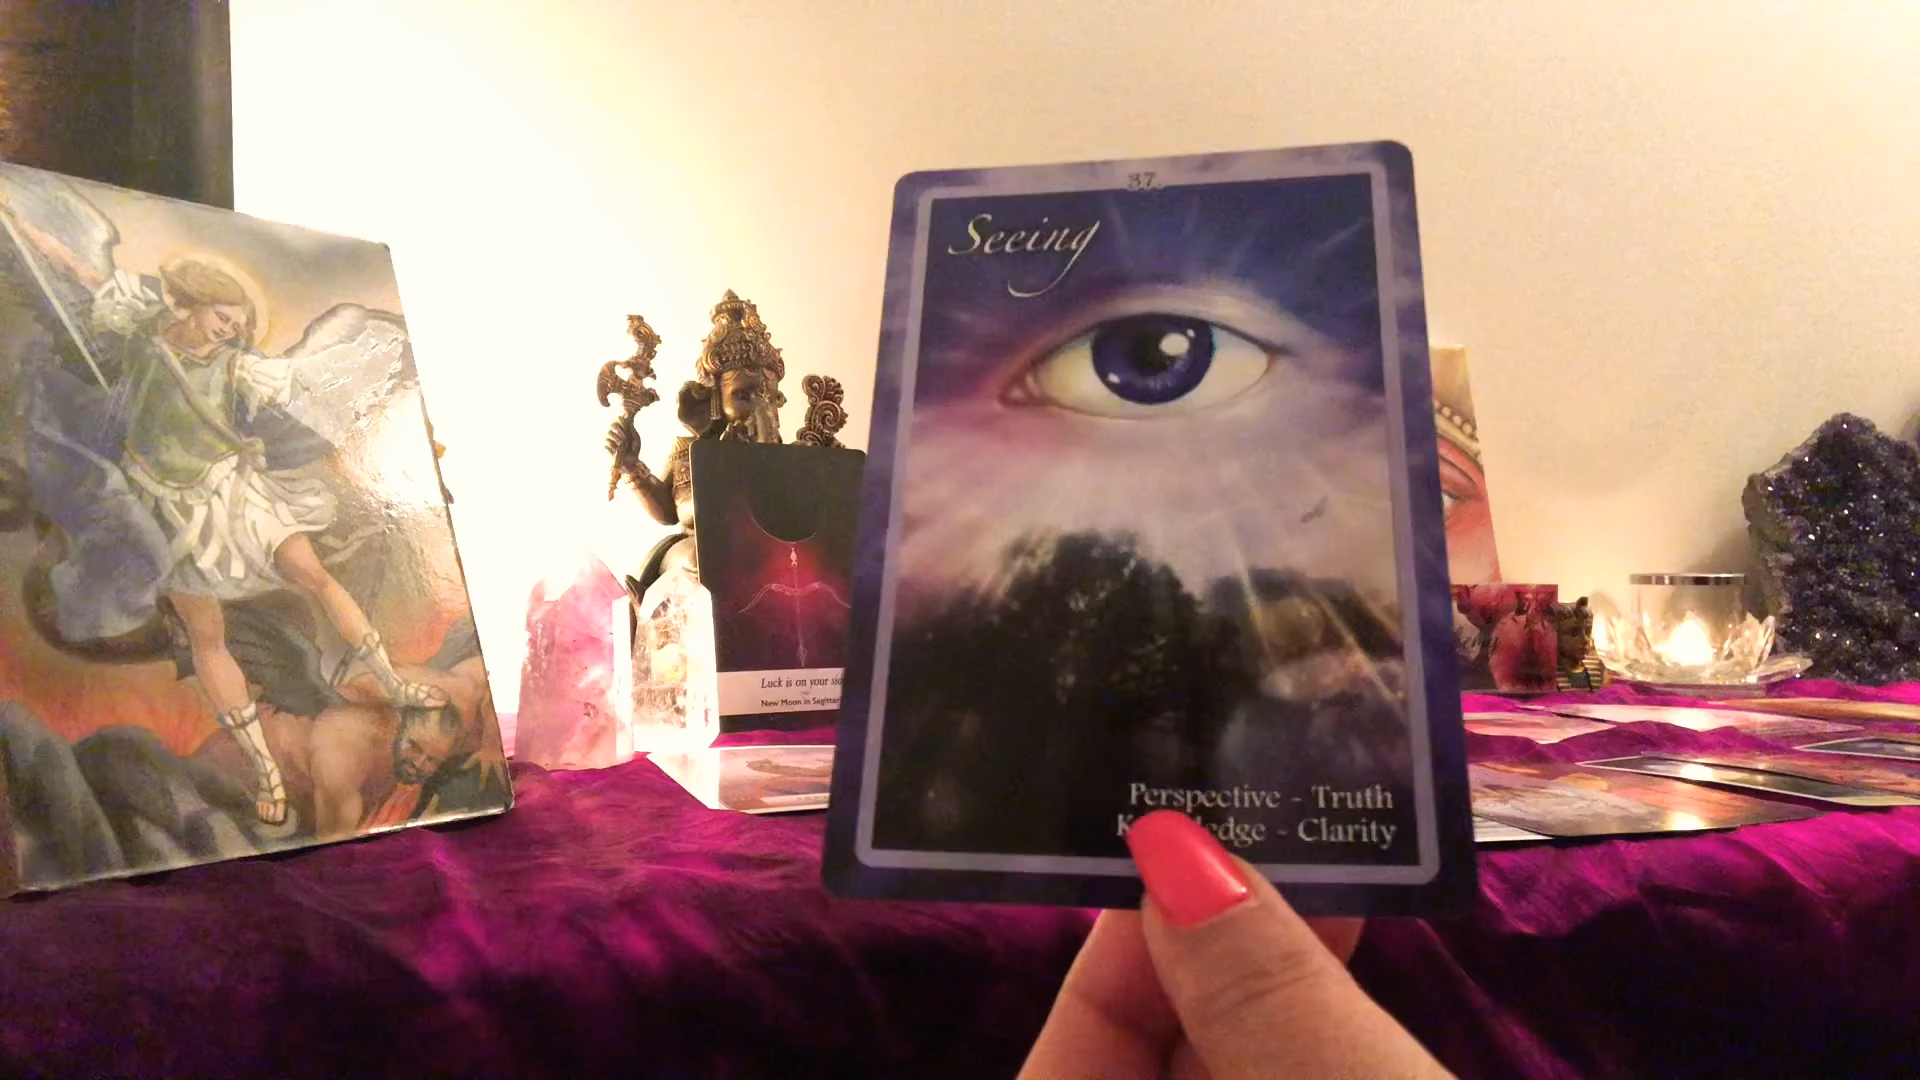 37.
Seeing
Perspective - Truth
Clarity
Luck is on your
New Moon in